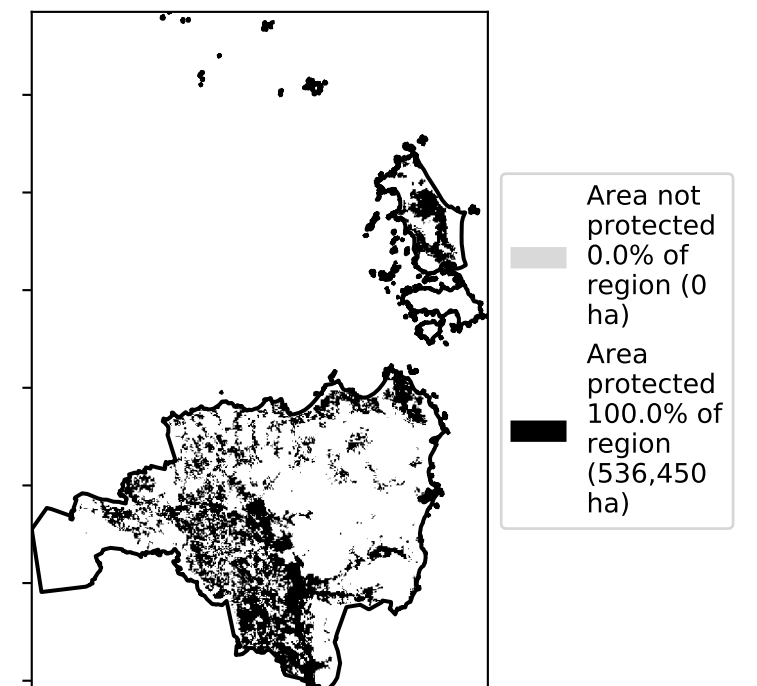 Area not
protected
0.0% of
region (0
ha)
Area
protected
100.0% of
region
(536,450
ha)